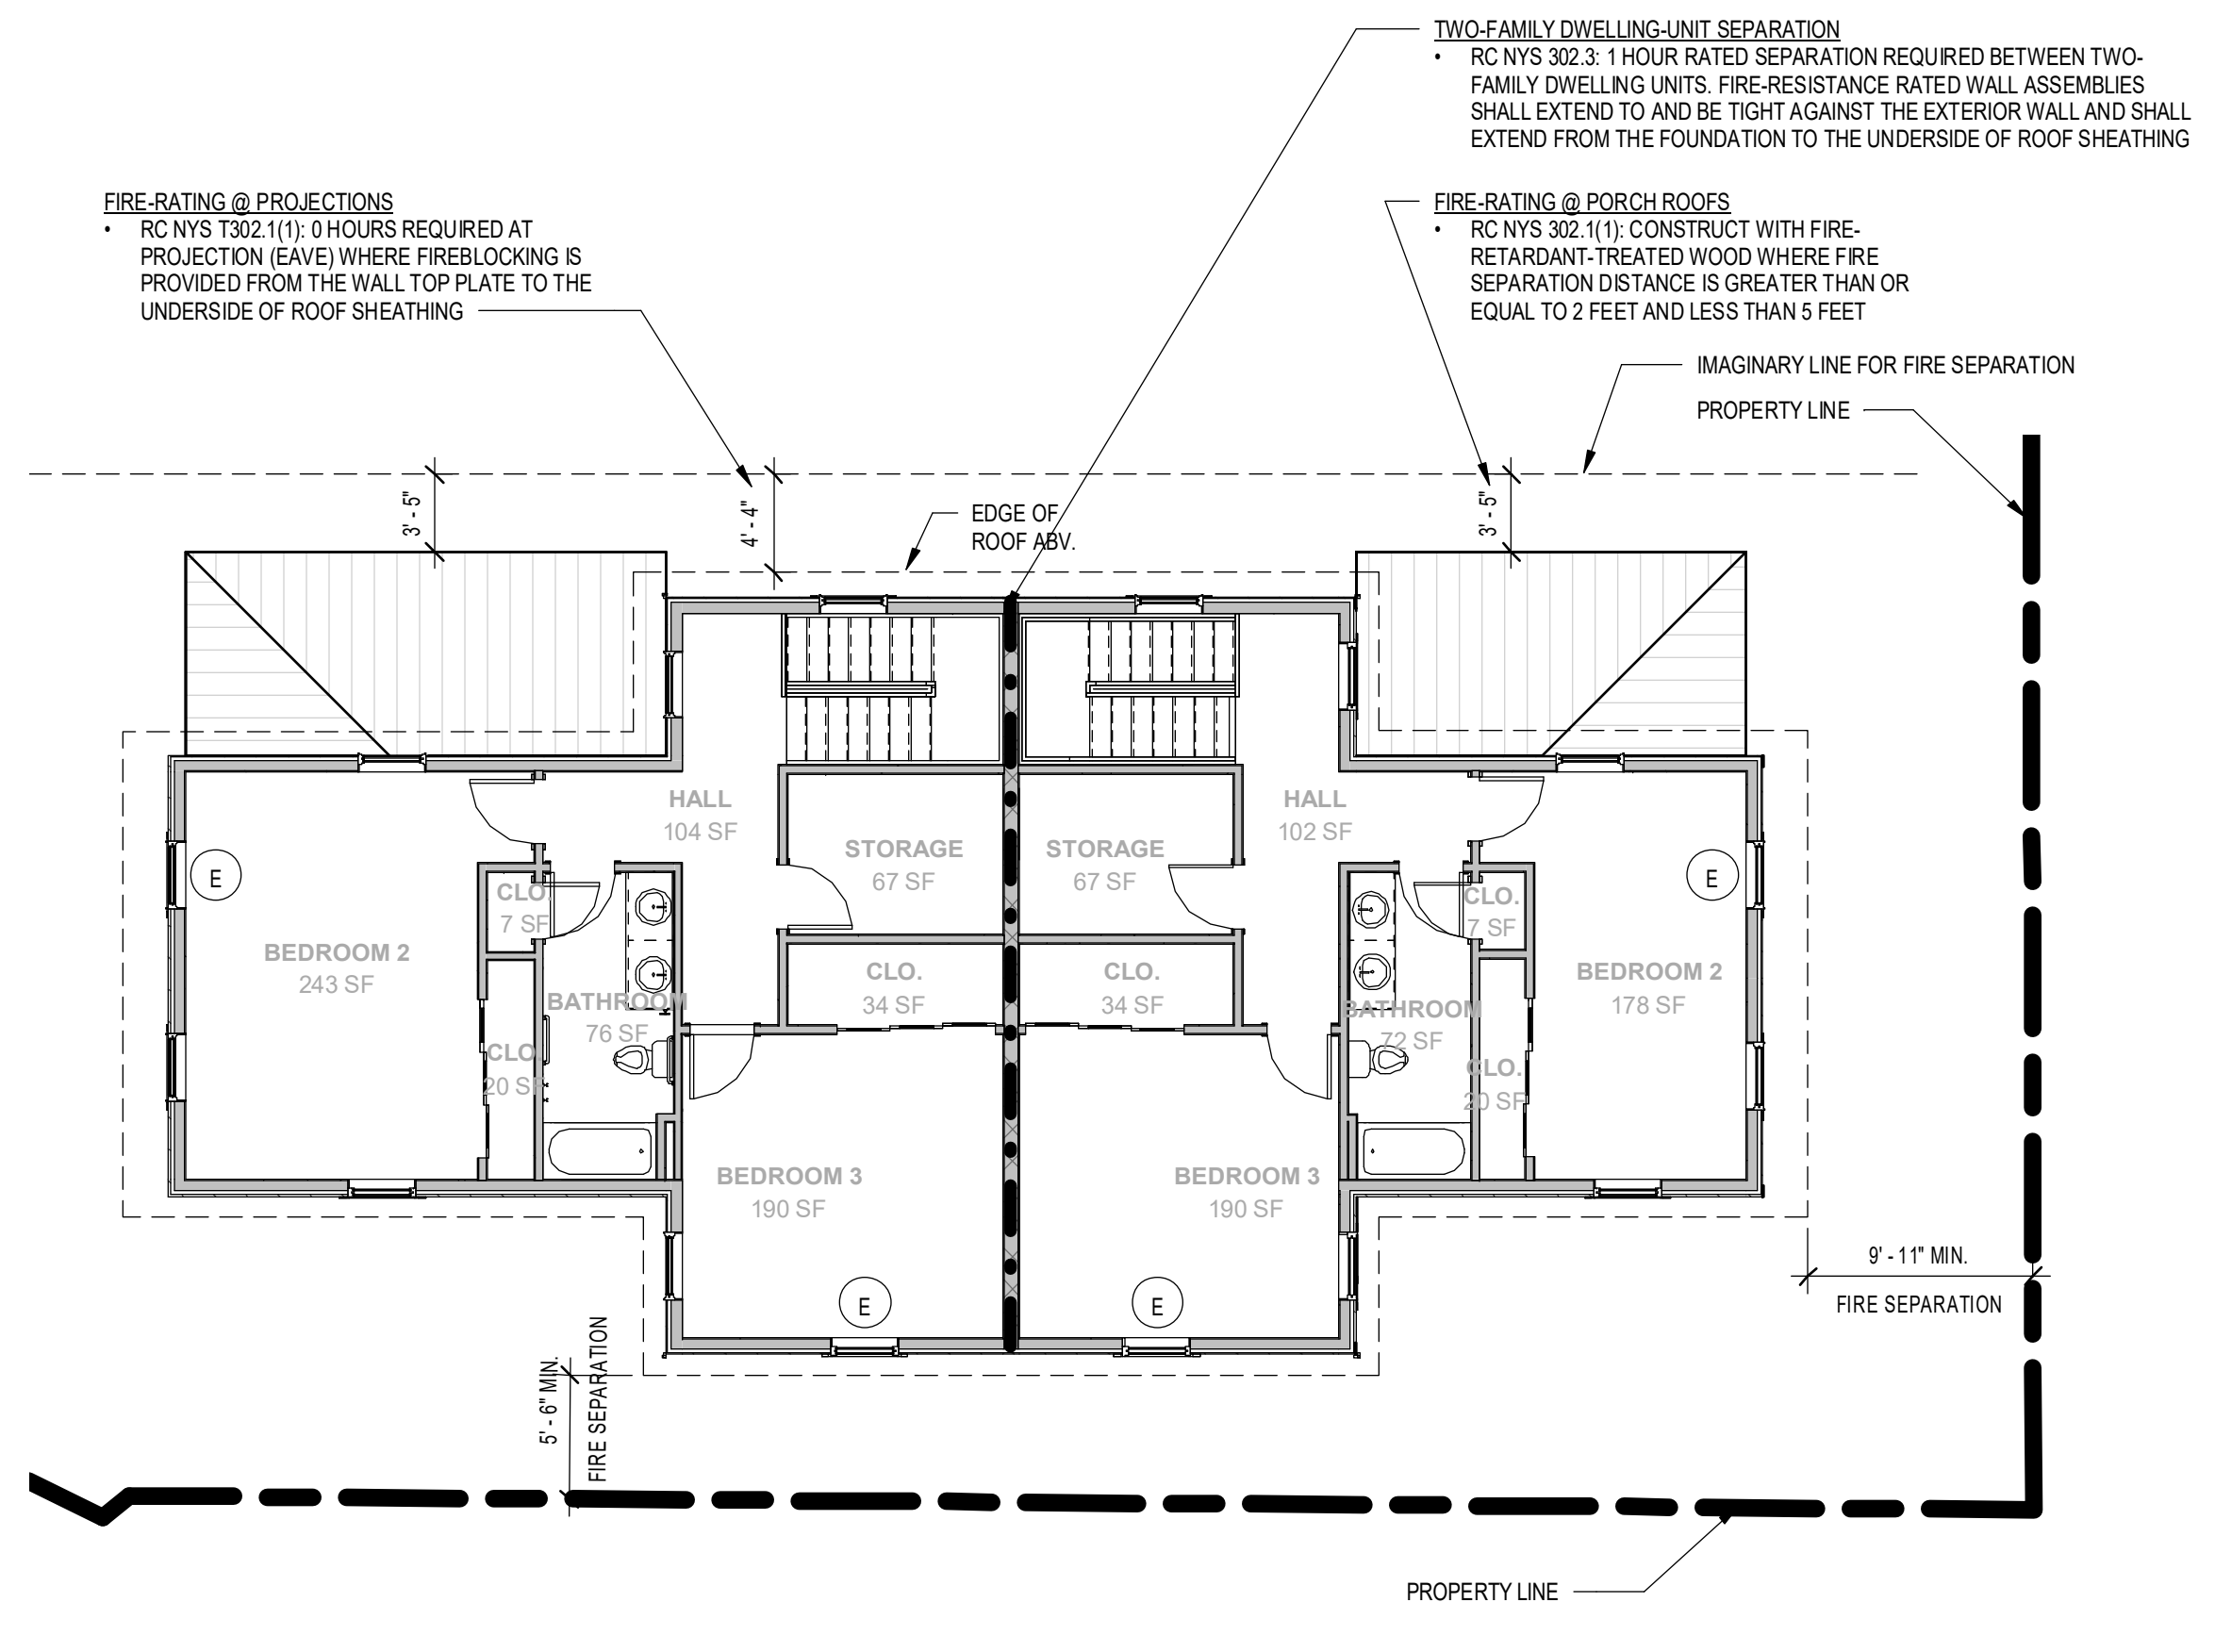 TWO-FAMILY DWELLING-UNIT SEPARATION
• RC NYS 302.3: 1 HOUR RATED SEPARATION REQUIRED BETWEEN TWO-
FAMILY DWELLING UNITS. FIRE-RESISTANCE RATED WALL ASSEMBLIES
SHALL EXTEND TO AND BE TIGHT AGAINST THE EXTERIOR WALL AND SHALL
EXTEND FROM THE FOUNDATION TO THE UNDERSIDE OF ROOF SHEATHING
FIRE-RATING @ PROJECTIONS
• RC NYS T302.1(1): 0 HOURS REQUIRED AT
PROJECTION (EAVE) WHERE FIREBLOCKING IS
PROVIDED FROM THE WALL TOP PLATE TO THE
UNDERSIDE OF ROOF SHEATHING
FIRE-RATING @ PORCH ROOFS
• RC NYS 302.1(1): CONSTRUCT WITH FIRE-
RETARDANT-TREATED WOOD WHERE FIRE
SEPARATION DISTANCE IS GREATER THAN OR
EQUAL TO 2 FEET AND LESS THAN 5 FEET
IMAGINARY LINE FOR FIRE SEPARATION
PROPERTY LINE
3' - 5"
4' - 4"
EDGE OF
ROOF ABV.
3' - 5"
HALL
104 SF
HALL
102 SF
STORAGE
67 SF
STORAGE
67 SF
E
E
CLO.
7 SF
CLO.
7 SF
BEDROOM 2
243 SF
CLO.
34 SF
CLO.
34 SF
BEDROOM 2
178 SF
BATHROOM
76 SF
BATHROOM
72 SF
CLO.
20 SF
CLO.
20 SF
BEDROOM 3
190 SF
BEDROOM 3
190 SF
E
E
9' - 11" MIN.
FIRE SEPARATION
5' - 6" MIN.
FIRE SEPARATION
PROPERTY LINE